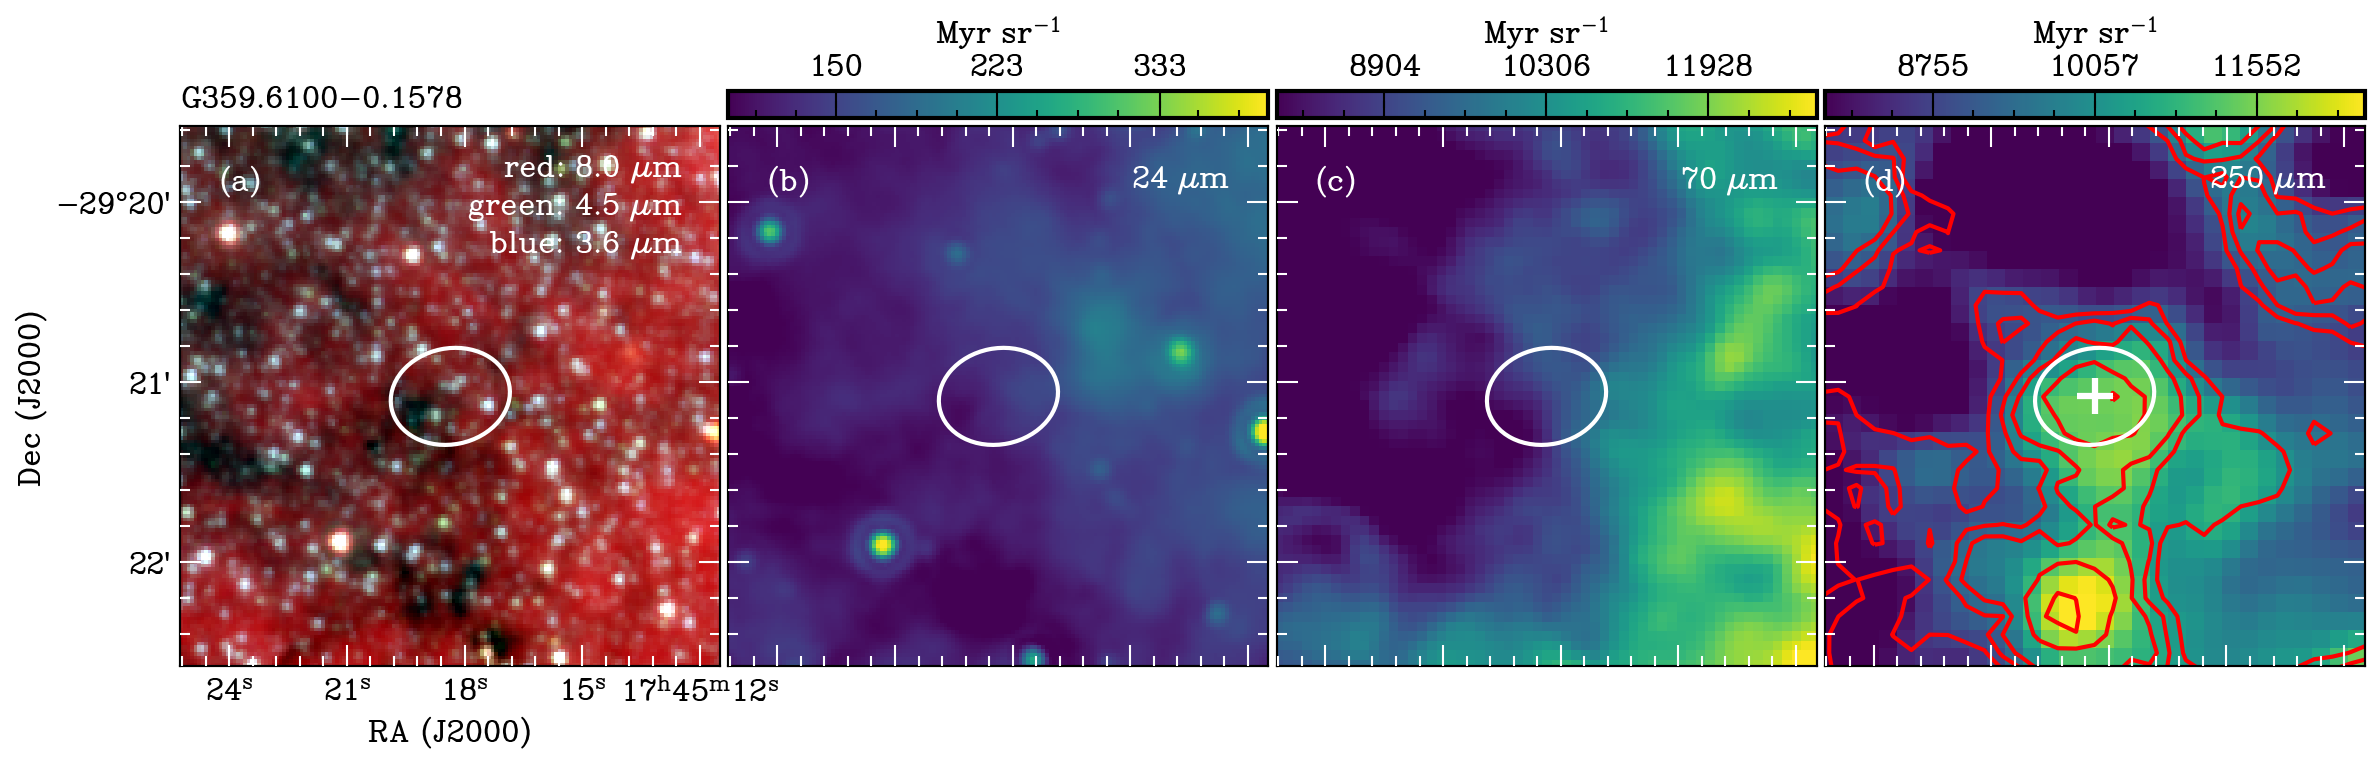 Myr sr⁻¹ Myr sr⁻¹ Myr sr⁻¹
150 223 333 8904 10306 11928 8755 10057 11552
G359.6100−0.1578
(a) red: 8.0 μm
green: 4.5 μm
blue: 3.6 μm
(b) 24 μm
(c) 70 μm
(d) 250 μm
−29°20'
21'
22'
Dec (J2000)
24ˢ 21ˢ 18ˢ 15ˢ 17ʰ45ᵐ12ˢ
RA (J2000)